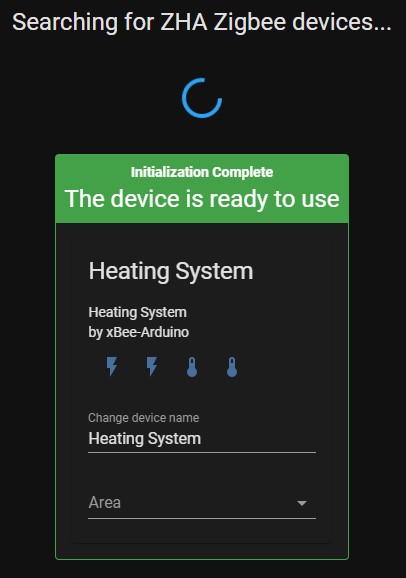 Searching for ZHA Zigbee devices...
Initialization Complete
The device is ready to use
Heating System
Heating System
by xBee-Arduino
Change device name
Heating System
Area